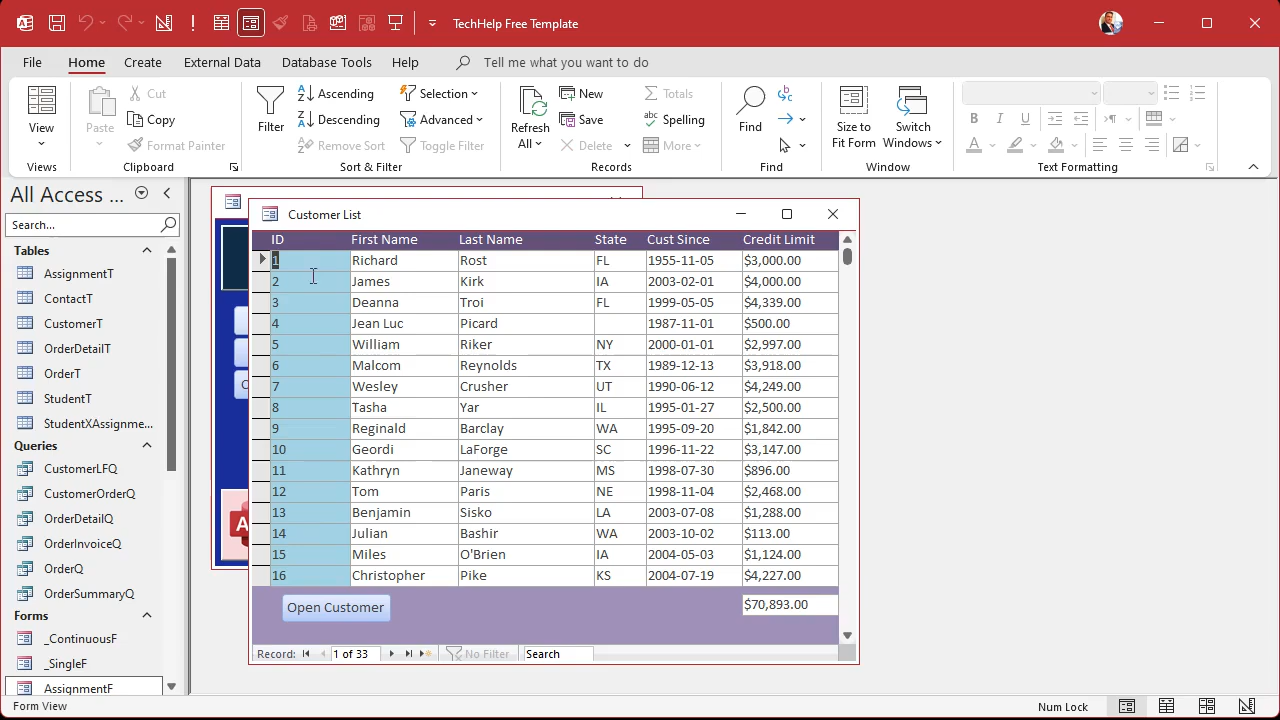 TechHelp Free Template
File Home Create External Data Database Tools Help Tell me what you want to do
View
Views
Paste
Cut
Copy
Format Painter
Clipboard
Filter
Ascending
Descending
Remove Sort
Selection
Advanced
Toggle Filter
Sort & Filter
Refresh All
New
Save
Delete
Totals
Spelling
More
Records
Find
Find
Size to Fit Form
Switch Windows
Window
B I U
A
Text Formatting
All Access ...
Search...
Tables
AssignmentT
ContactT
CustomerT
OrderDetailT
OrderT
StudentT
StudentXAssignme...
Queries
CustomerLFQ
CustomerOrderQ
OrderDetailQ
OrderInvoiceQ
OrderQ
OrderSummaryQ
Forms
_ContinuousF
_SingleF
AssignmentF
Customer List
ID First Name Last Name State Cust Since Credit Limit
1 Richard Rost FL 1955-11-05 $3,000.00
2 James Kirk IA 2003-02-01 $4,000.00
3 Deanna Troi FL 1999-05-05 $4,339.00
4 Jean Luc Picard 1987-11-01 $500.00
5 William Riker NY 2000-01-01 $2,997.00
6 Malcom Reynolds TX 1989-12-13 $3,918.00
7 Wesley Crusher UT 1990-06-12 $4,249.00
8 Tasha Yar IL 1995-01-27 $2,500.00
9 Reginald Barclay WA 1995-09-20 $1,842.00
10 Geordi LaForge SC 1996-11-22 $3,147.00
11 Kathryn Janeway MS 1998-07-30 $896.00
12 Tom Paris NE 1998-11-04 $2,468.00
13 Benjamin Sisko LA 2003-07-08 $1,288.00
14 Julian Bashir WA 2003-10-02 $113.00
15 Miles O'Brien IA 2004-05-03 $1,124.00
16 Christopher Pike KS 2004-07-19 $4,227.00
Open Customer $70,893.00
Record: 1 of 33 No Filter Search
Form View Num Lock